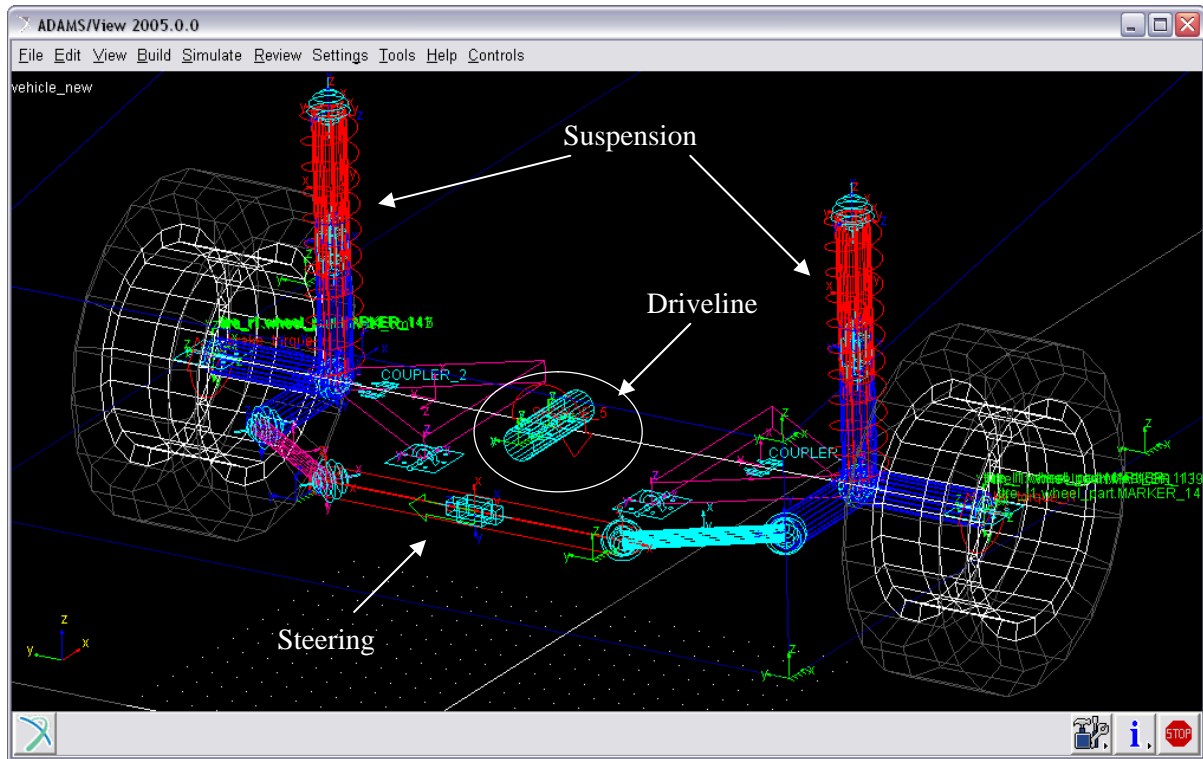 ADAMS/View 2005.0.0
File Edit View Build Simulate Review Settings Tools Help Controls
vehicle_new
Suspension
Driveline
COUPLER_2
COUPLER
Steering
z
y x
i
STOP